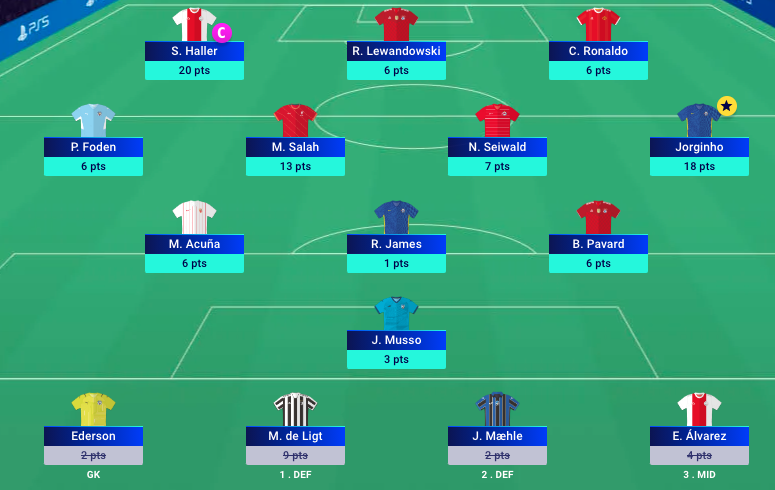 PS5
C
S. Haller
R. Lewandowski
C. Ronaldo
20 pts
6 pts
6 pts
P. Foden
M. Salah
N. Seiwald
Jorginho
6 pts
13 pts
7 pts
18 pts
M. Acuña
R. James
B. Pavard
6 pts
1 pts
6 pts
J. Musso
3 pts
Ederson
M. de Ligt
J. Mæhle
E. Álvarez
2 pts
9 pts
2 pts
4 pts
GK
1 . DEF
2 . DEF
3 . MID